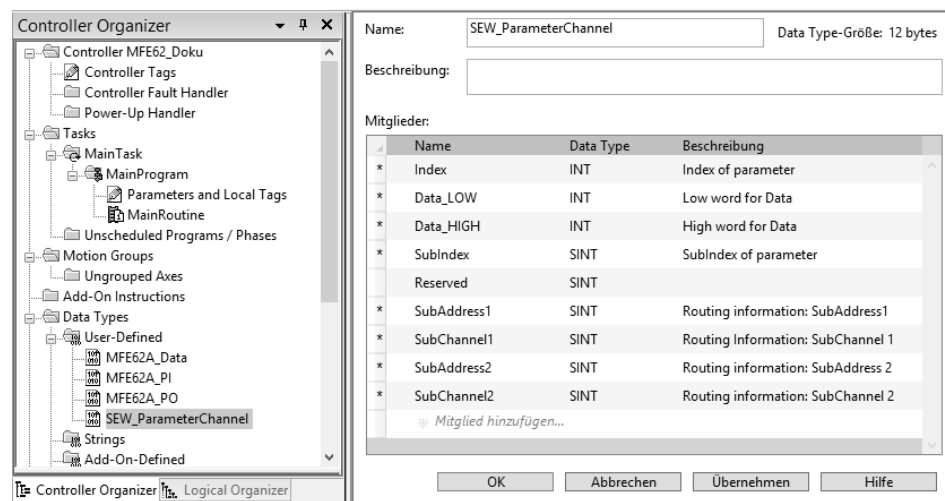 Controller Organizer
Controller MFE62_Doku
Controller Tags
Controller Fault Handler
Power-Up Handler
Tasks
MainTask
MainProgram
Parameters and Local Tags
MainRoutine
Unscheduled Programs / Phases
Motion Groups
Ungrouped Axes
Add-On Instructions
Data Types
User-Defined
MFE62A_Data
MFE62A_PI
MFE62A_PO
SEW_ParameterChannel
Strings
Add-On-Defined
Controller Organizer Logical Organizer
Name: SEW_ParameterChannel Data Type-Größe: 12 bytes
Beschreibung:
Mitglieder:
Name Data Type Beschreibung
* Index INT Index of parameter
* Data_LOW INT Low word for Data
* Data_HIGH INT High word for Data
* SubIndex SINT SubIndex of parameter
Reserved SINT
* SubAddress1 SINT Routing information: SubAddress1
* SubChannel1 SINT Routing Information: SubChannel 1
* SubAddress2 SINT Routing information: SubAddress 2
* SubChannel2 SINT Routing information: SubChannel 2
Mitglied hinzufügen...
OK Abbrechen Übernehmen Hilfe